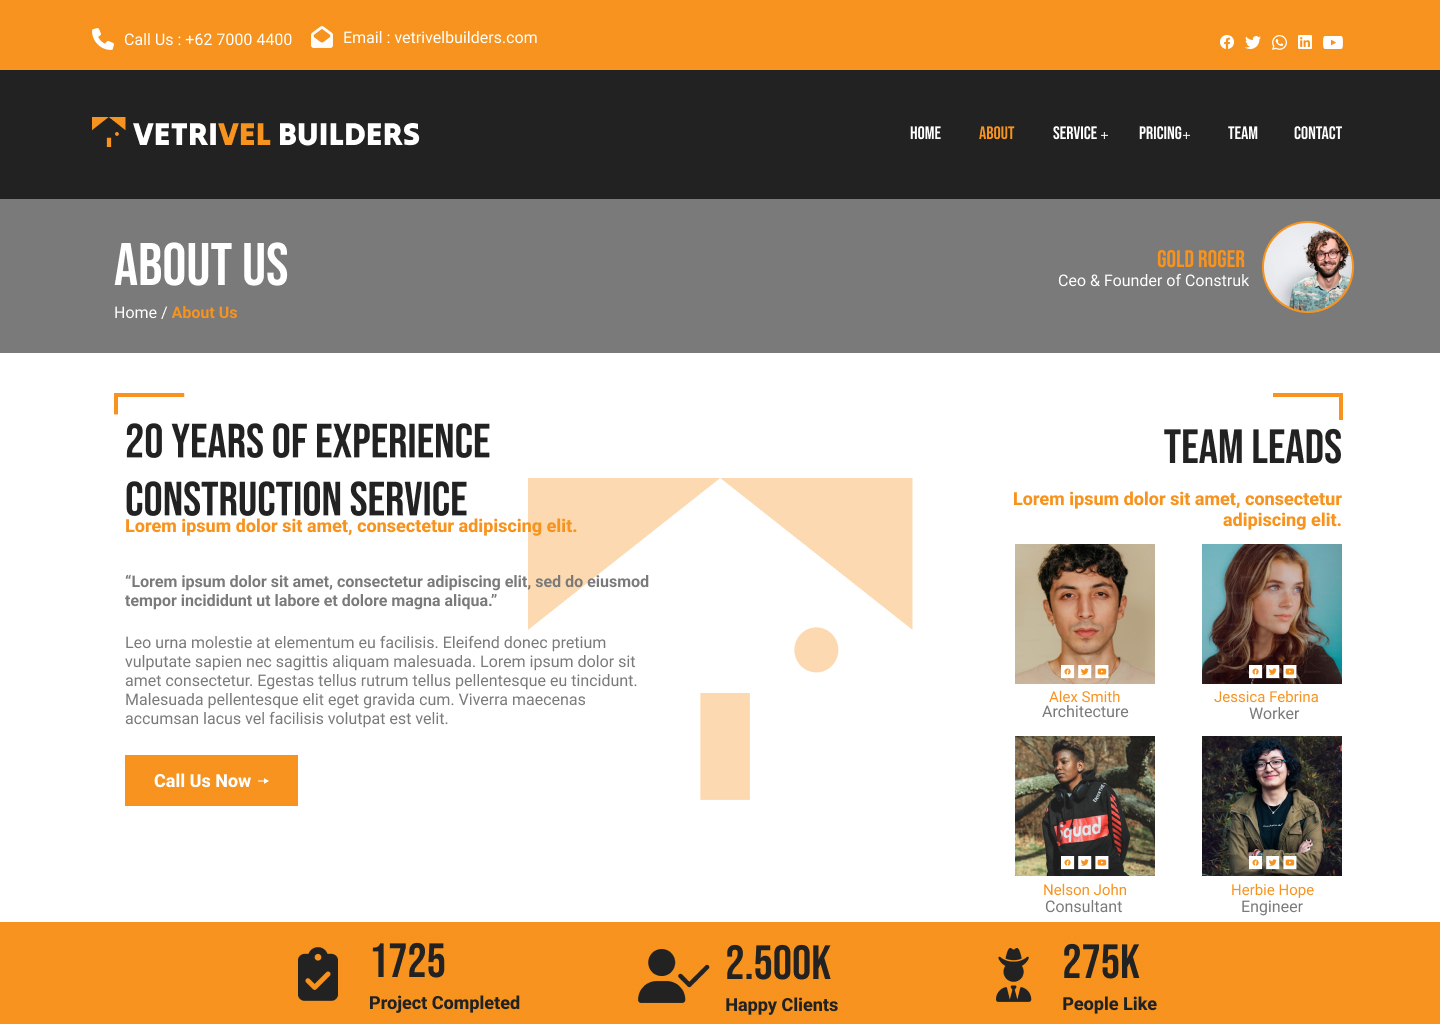 Call Us : +62 7000 4400
Email : vetrivelbuilders.com
VETRIVEL BUILDERS
HOME
ABOUT
SERVICE +
PRICING+
TEAM
CONTACT
ABOUT US
Home / About Us
GOLD ROGER
Ceo & Founder of Construk
20 YEARS OF EXPERIENCE
CONSTRUCTION SERVICE
Lorem ipsum dolor sit amet, consectetur adipiscing elit.
“Lorem ipsum dolor sit amet, consectetur adipiscing elit, sed do eiusmod
tempor incididunt ut labore et dolore magna aliqua.”
Leo urna molestie at elementum eu facilisis. Eleifend donec pretium
vulputate sapien nec sagittis aliquam malesuada. Lorem ipsum dolor sit
amet consectetur. Egestas tellus rutrum tellus pellentesque eu tincidunt.
Malesuada pellentesque elit eget gravida cum. Viverra maecenas
accumsan lacus vel facilisis volutpat est velit.
Call Us Now →
TEAM LEADS
Lorem ipsum dolor sit amet, consectetur
adipiscing elit.
Alex Smith
Architecture
Jessica Febrina
Worker
quad
Nelson John
Consultant
Herbie Hope
Engineer
1725
Project Completed
2.500K
Happy Clients
275K
People Like